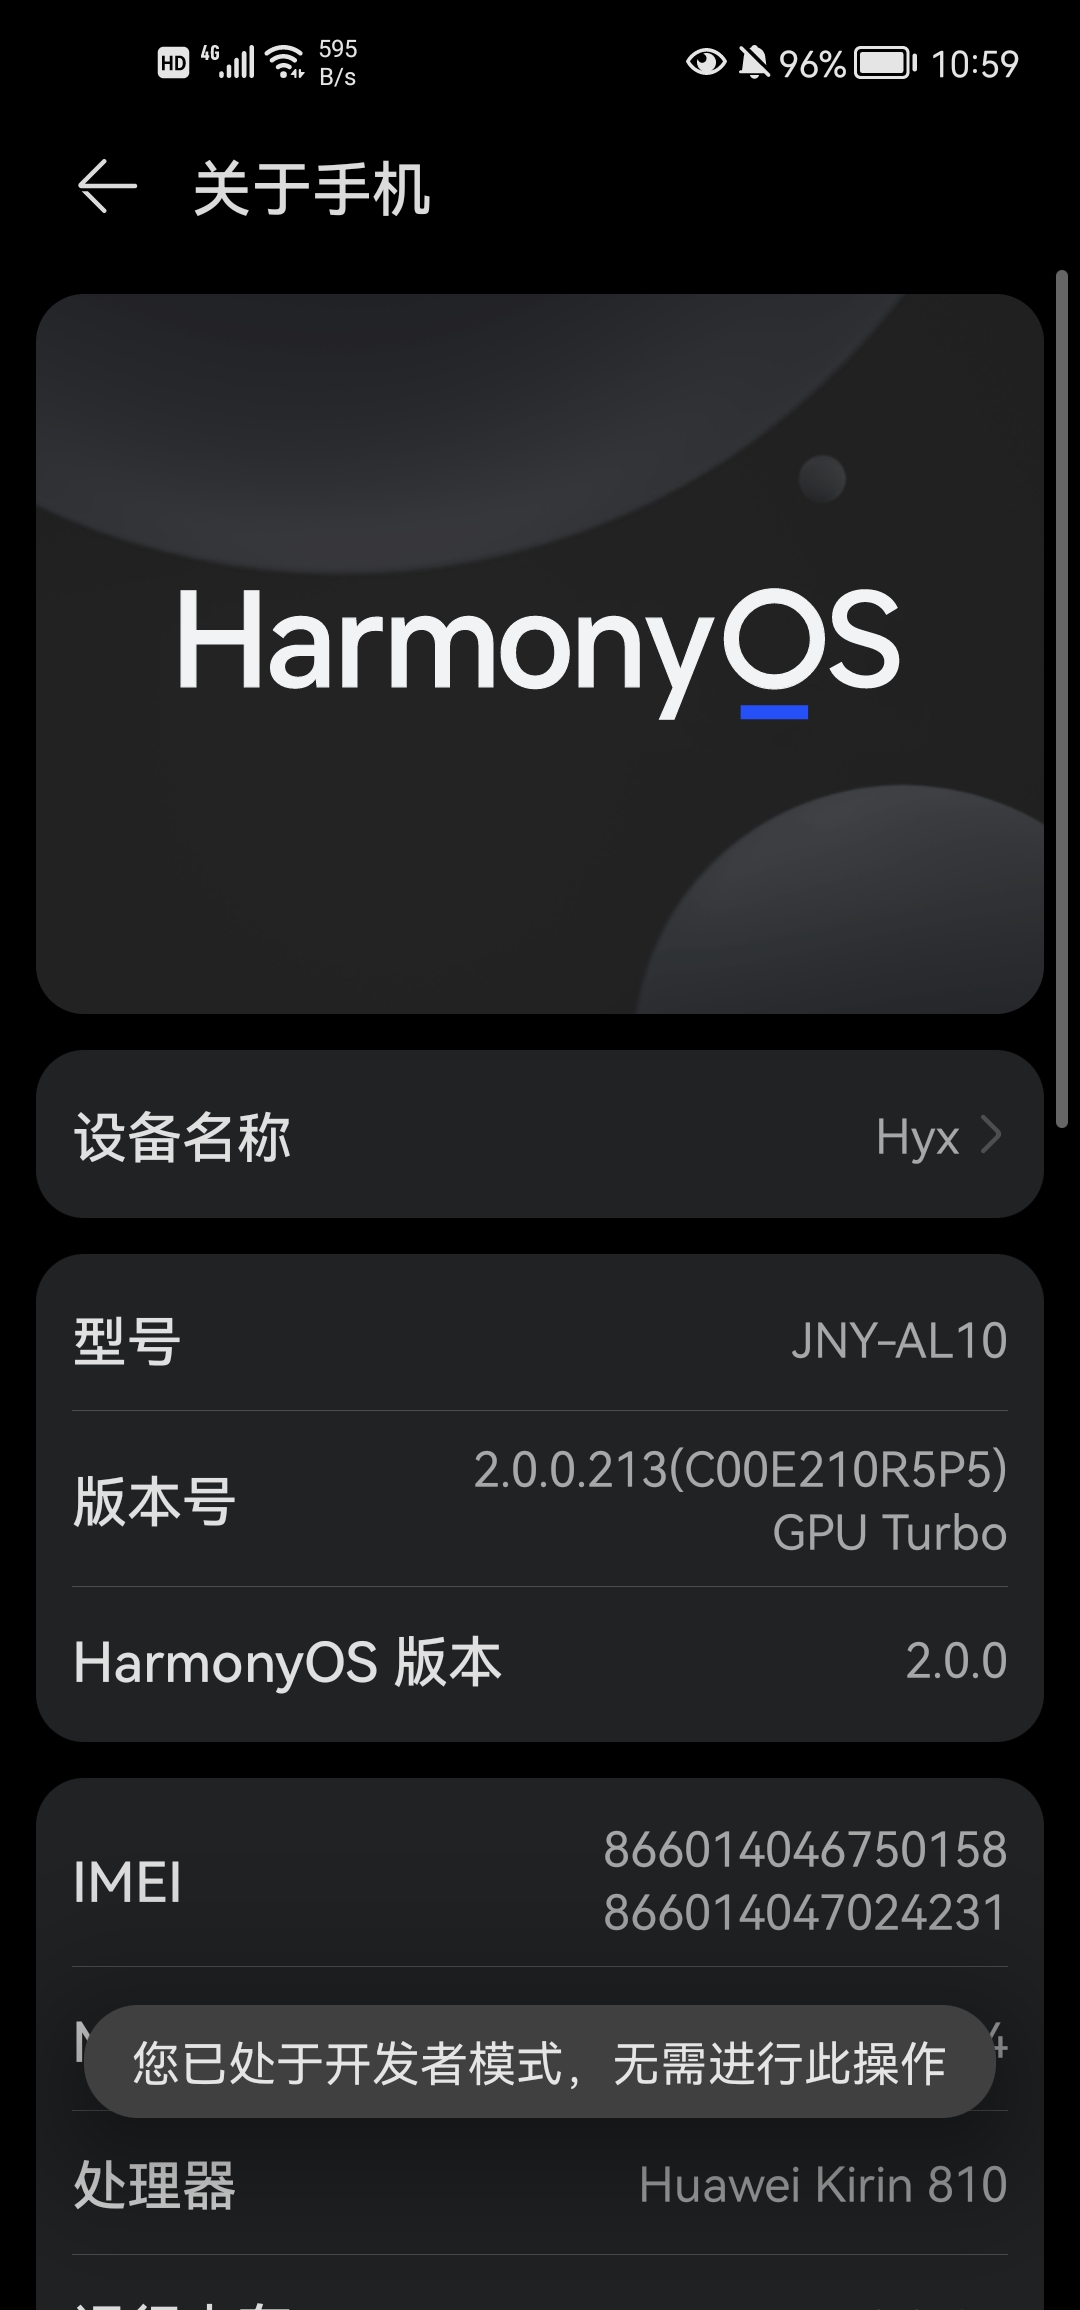 HD 4G 595 B/s 96% 10:59
关于手机
HarmonyOS
设备名称 Hyx
型号 JNY-AL10
版本号 2.0.0.213(C00E210R5P5)
GPU Turbo
HarmonyOS 版本 2.0.0
IMEI 866014046750158
866014047024231
您已处于开发者模式，无需进行此操作
处理器 Huawei Kirin 810